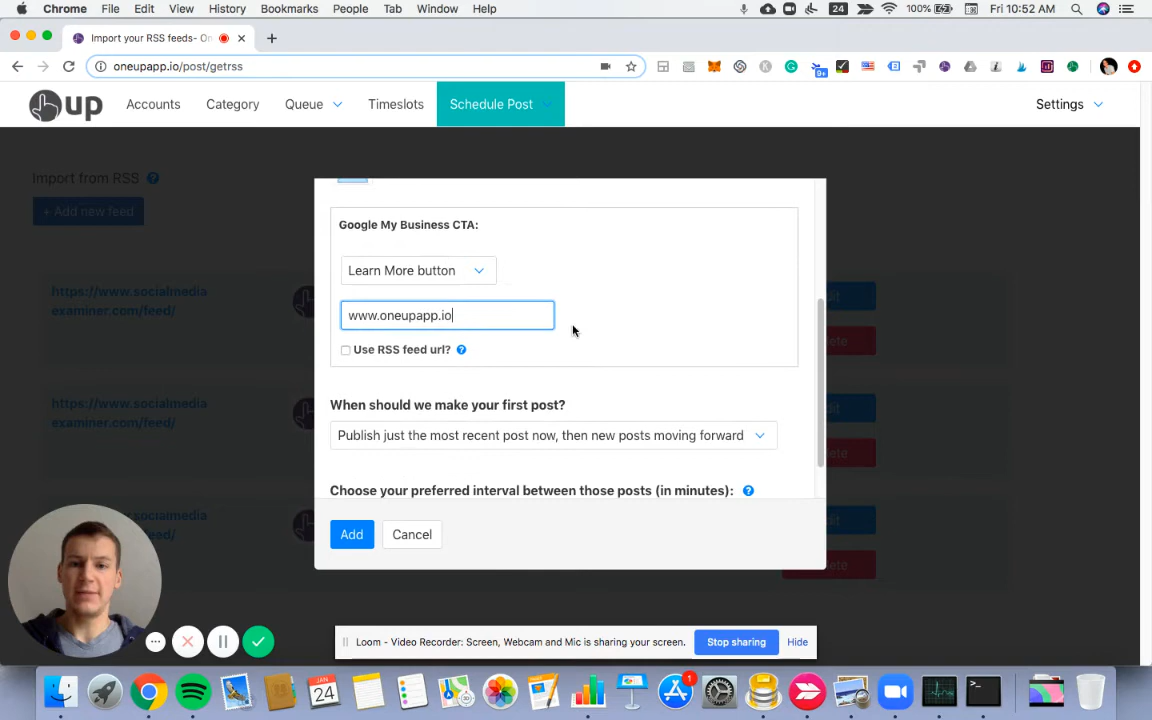 Chrome File Edit View History Bookmarks People Tab Window Help 24 100% Fri 10:52 AM
Import your RSS feeds- On
oneupapp.io/post/getrss
9+
up Accounts Category Queue Timeslots Schedule Post Settings
Import from RSS ?
+ Add new feed
Google My Business CTA:
Learn More button
www.oneupapp.io
Use RSS feed url? ?
https://www.socialmedia
examiner.com/feed/
https://www.socialmedia
examiner.com/feed/
When should we make your first post?
Publish just the most recent post now, then new posts moving forward
Choose your preferred interval between those posts (in minutes): ?
Add Cancel
Loom - Video Recorder: Screen, Webcam and Mic is sharing your screen. Stop sharing Hide
JAN
24
1